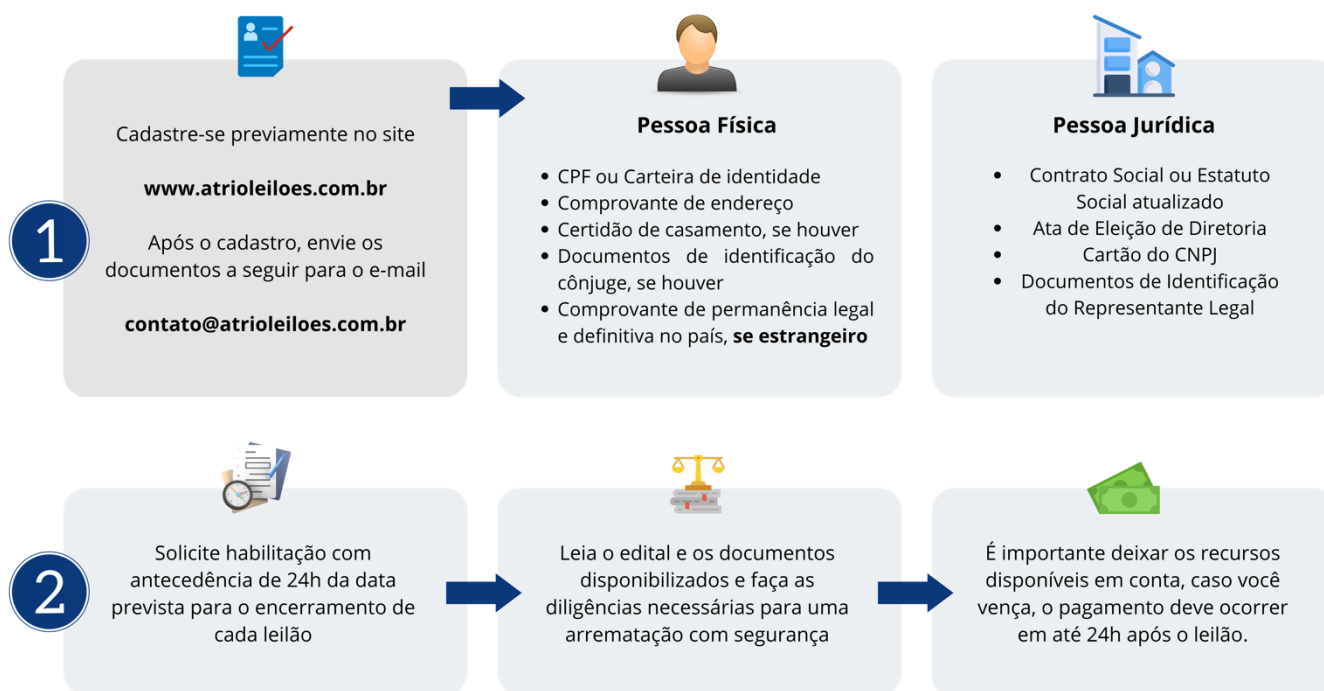 1
Cadastre-se previamente no site
www.atrioleiloes.com.br
Após o cadastro, envie os
documentos a seguir para o e-mail
contato@atrioleiloes.com.br
Pessoa Física
• CPF ou Carteira de identidade
• Comprovante de endereço
• Certidão de casamento, se houver
• Documentos de identificação do
cônjuge, se houver
• Comprovante de permanência legal
e definitiva no país, se estrangeiro
Pessoa Jurídica
• Contrato Social ou Estatuto
Social atualizado
• Ata de Eleição de Diretoria
• Cartão do CNPJ
• Documentos de Identificação
do Representante Legal
2
Solicite habilitação com
antecedência de 24h da data
prevista para o encerramento de
cada leilão
Leia o edital e os documentos
disponibilizados e faça as
diligências necessárias para uma
arrematação com segurança
É importante deixar os recursos
disponíveis em conta, caso você
vença, o pagamento deve ocorrer
em até 24h após o leilão.